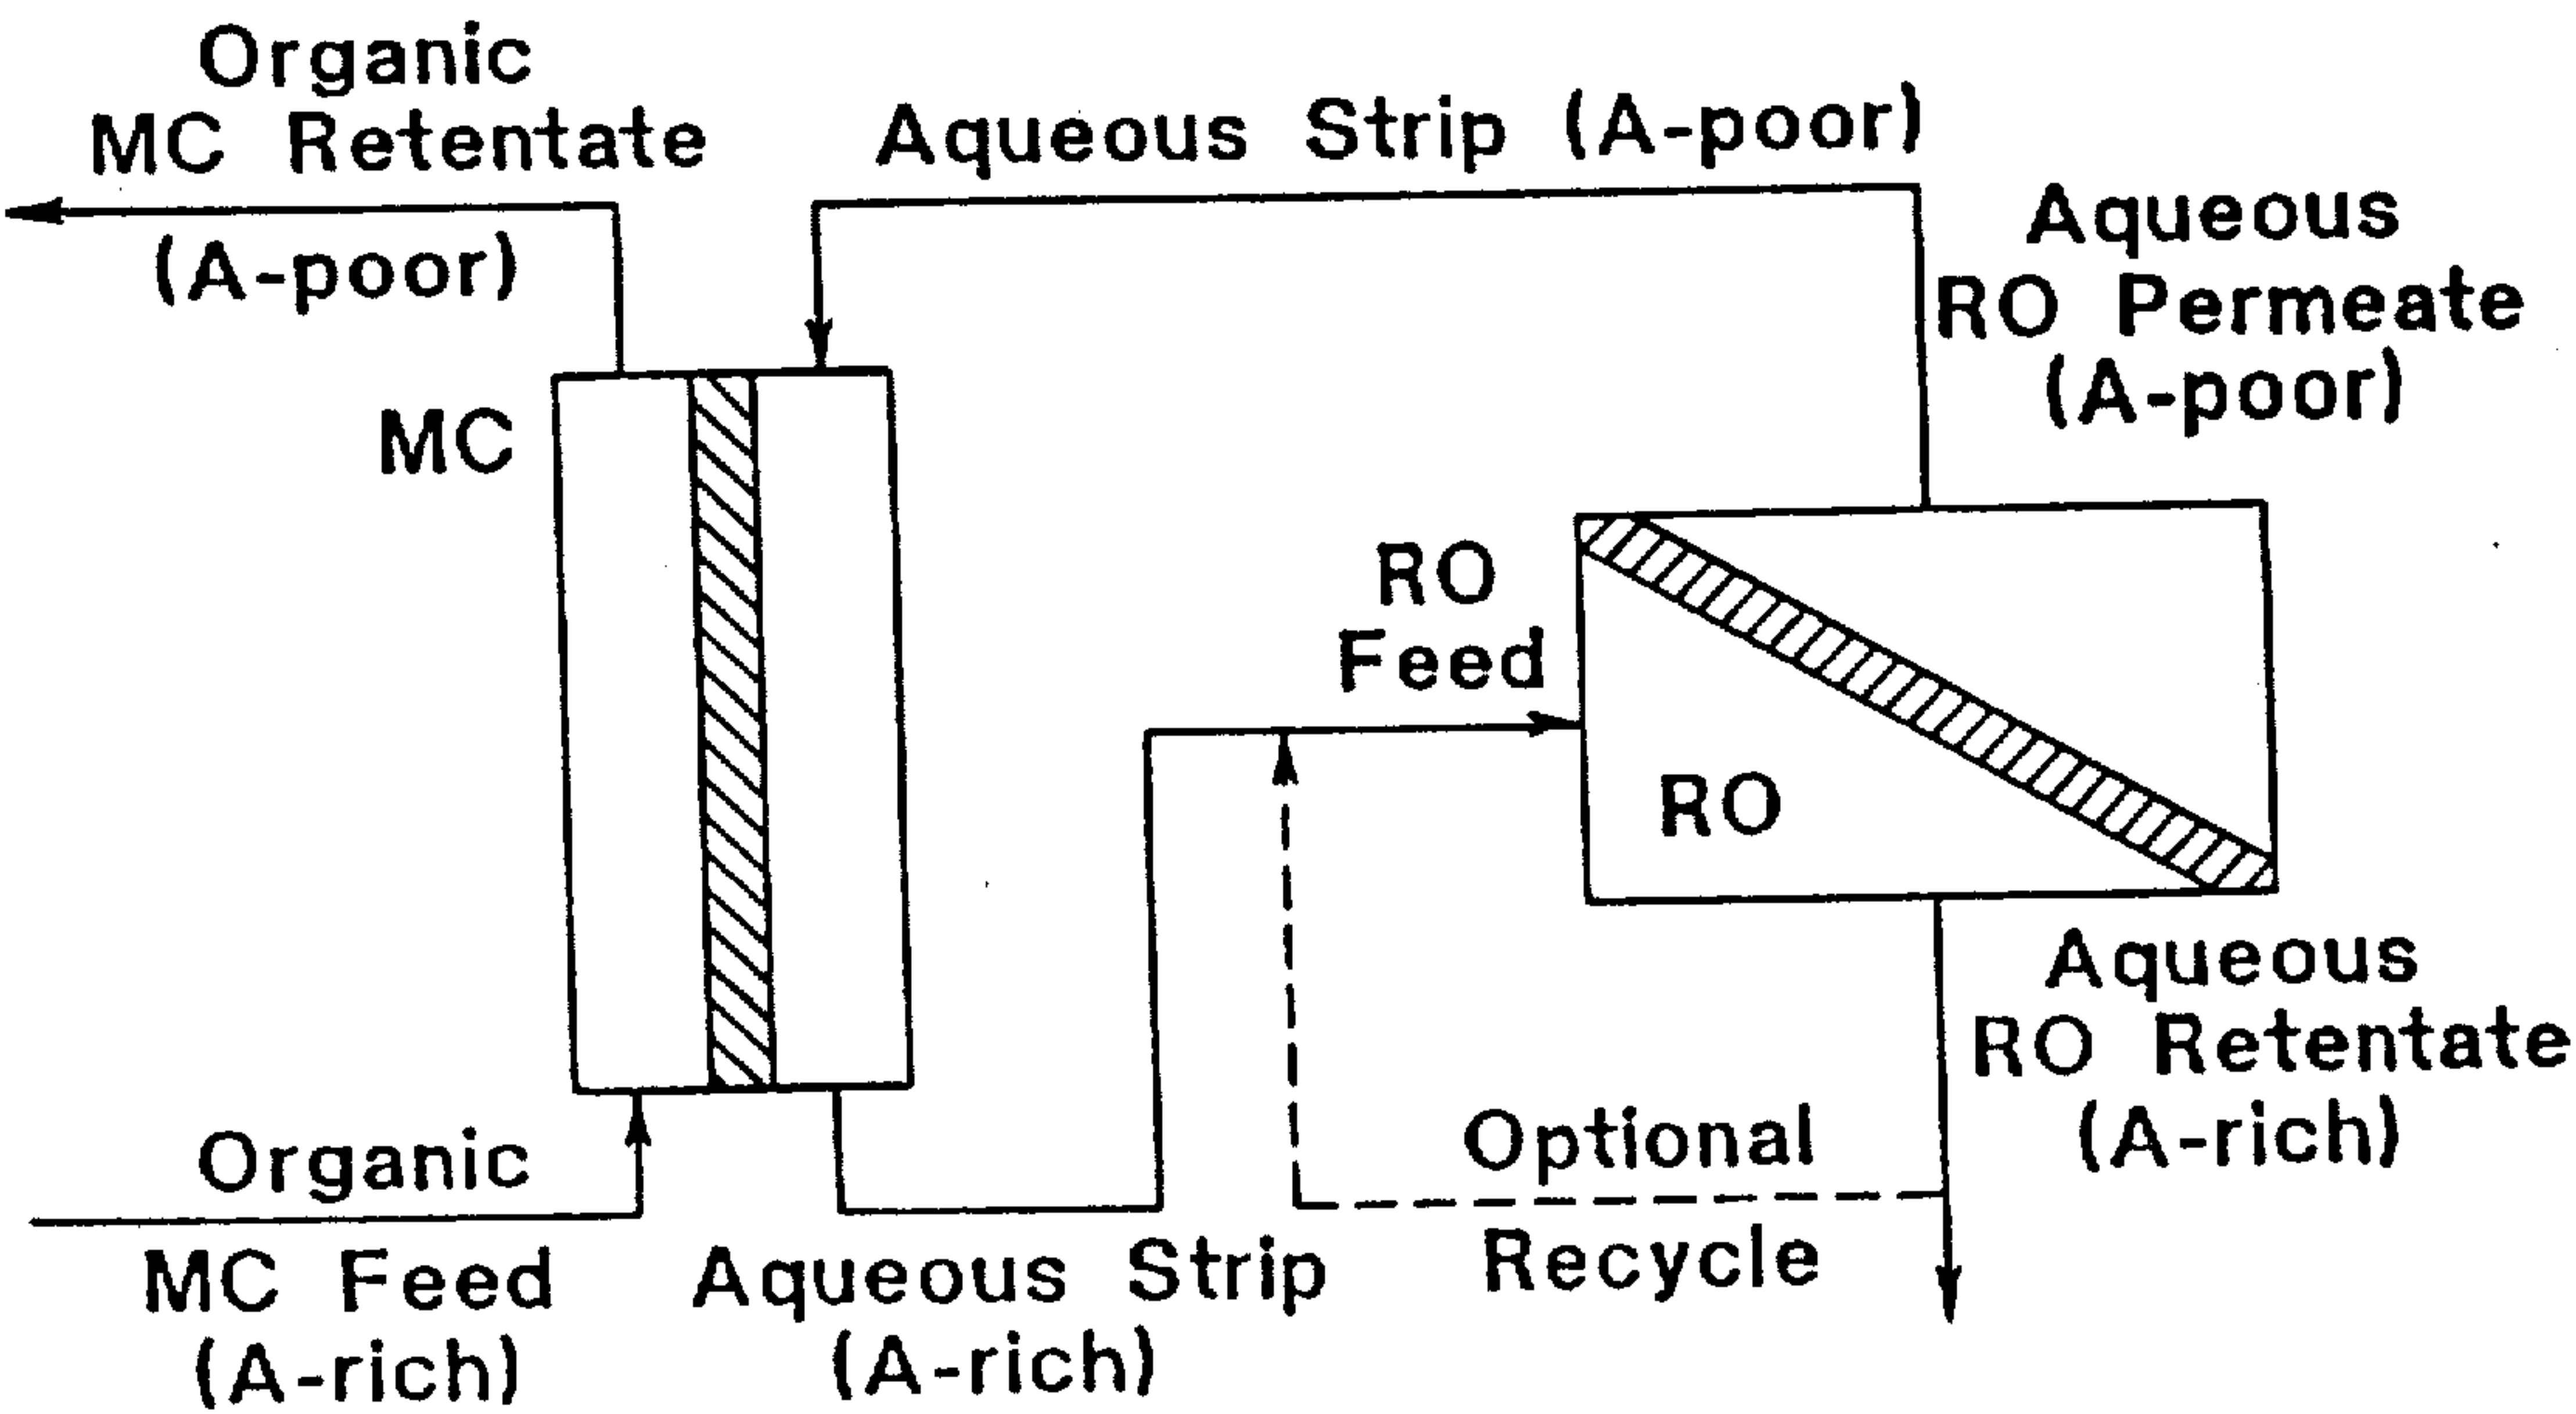 Organic
MC Retentate
(A-poor)
Aqueous Strip (A-poor)
Aqueous
RO Permeate
(A-poor)
MC
RO
Feed
RO
Aqueous
RO Retentate
(A-rich)
Optional
Recycle
Organic
MC Feed
(A-rich)
Aqueous Strip
(A-rich)